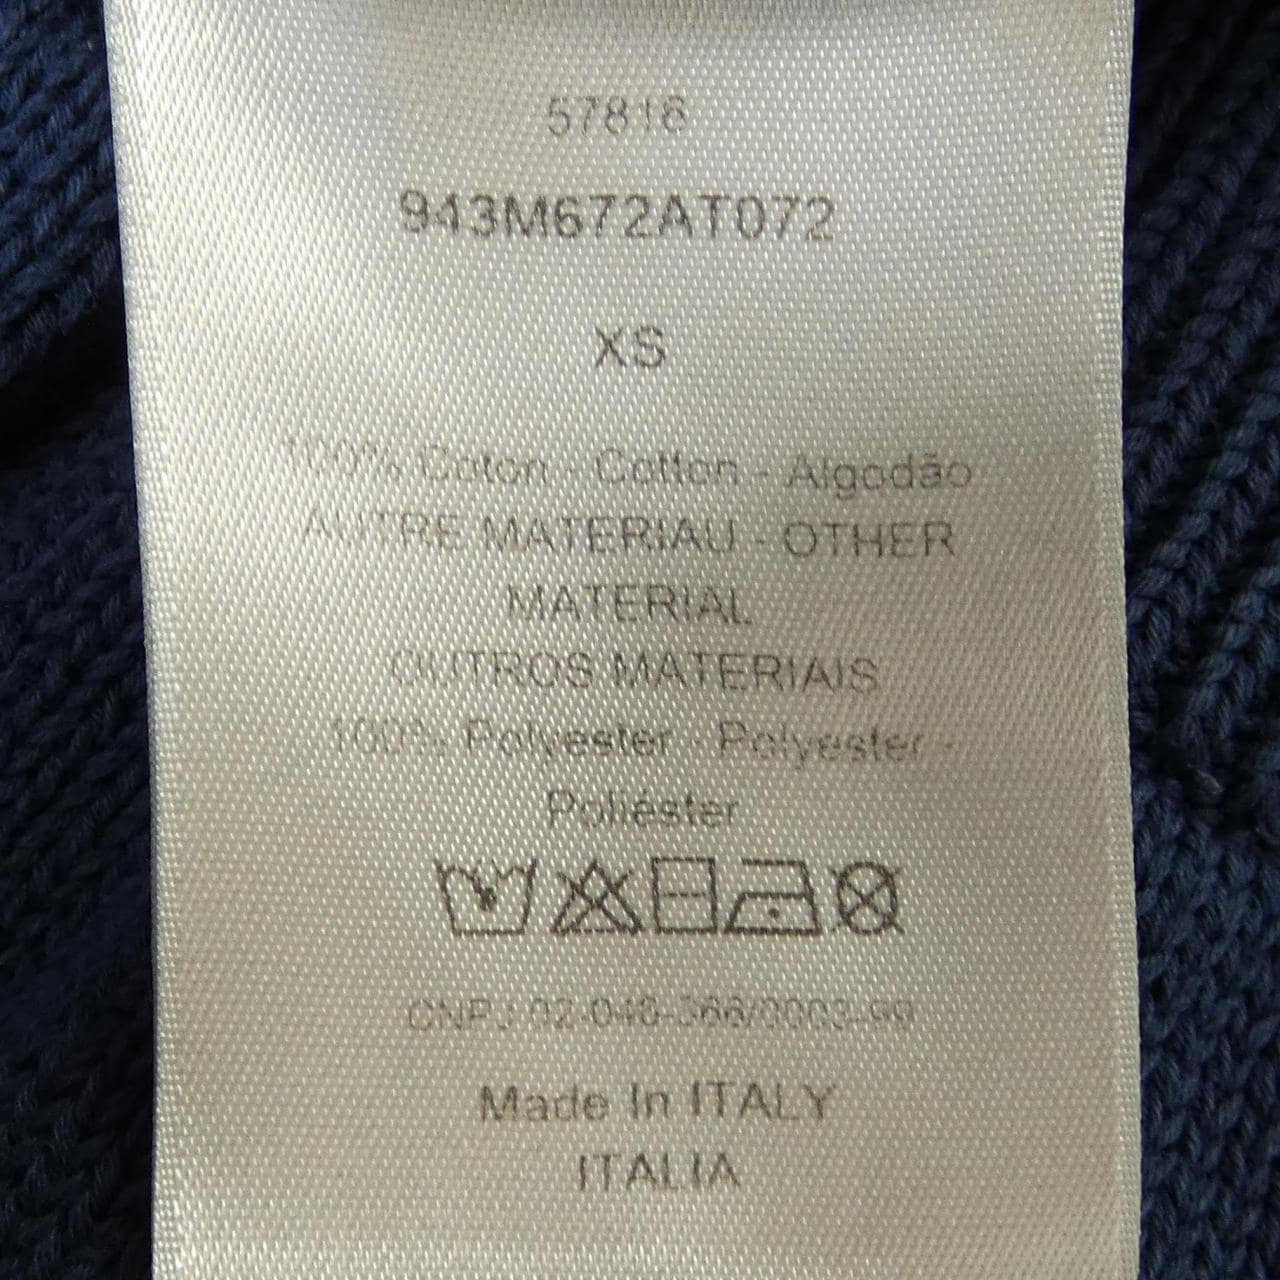 57816
943M672AT072
XS
100% Coton - Cotton - Algodão
AUTRE MATERIAU - OTHER
MATERIAL
OUTROS MATERIAIS
100% Polyester - Polyester -
Poliéster
CNPJ 02-046-366/0003-99
Made In ITALY
ITALIA